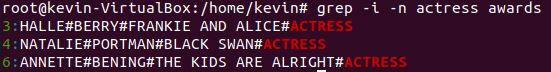 root@kevin-VirtualBox:/home/kevin# grep -i -n actress awards
3:HALLE#BERRY#FRANKIE AND ALICE#ACTRESS
4:NATALIE#PORTMAN#BLACK SWAN#ACTRESS
6:ANNETTE#BENING#THE KIDS ARE ALRIGHT#ACTRESS